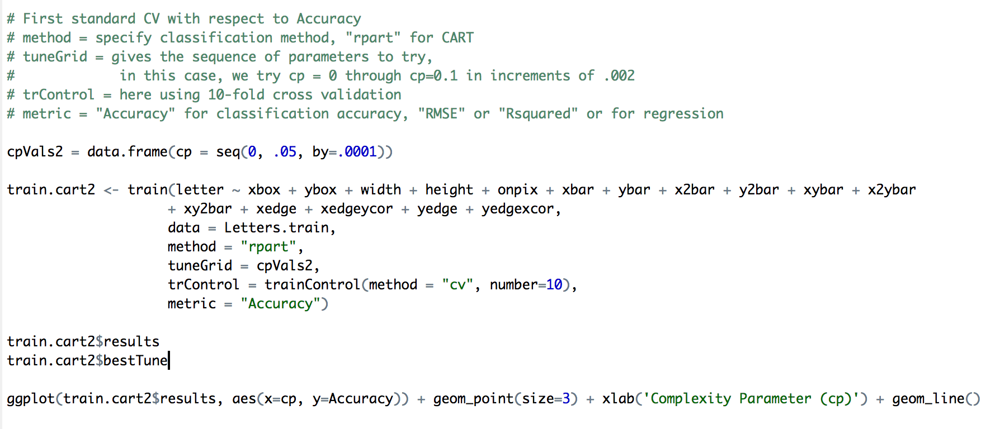 # First standard CV with respect to Accuracy
# method = specify classification method, "rpart" for CART
# tuneGrid = gives the sequence of parameters to try,
#             in this case, we try cp = 0 through cp=0.1 in increments of .002
# trControl = here using 10-fold cross validation
# metric = "Accuracy" for classification accuracy, "RMSE" or "Rsquared" or for regression
cpVals2 = data.frame(cp = seq(0, .05, by=.0001))
train.cart2 <- train(letter ~ xbox + ybox + width + height + onpix + xbar + ybar + x2bar + y2bar + xybar + x2ybar
                    + xy2bar + xedge + xedgeycor + yedge + yedgexcor,
                    data = Letters.train,
                    method = "rpart",
                    tuneGrid = cpVals2,
                    trControl = trainControl(method = "cv", number=10),
                    metric = "Accuracy")
train.cart2$results
train.cart2$bestTune
ggplot(train.cart2$results, aes(x=cp, y=Accuracy)) + geom_point(size=3) + xlab('Complexity Parameter (cp)') + geom_line()